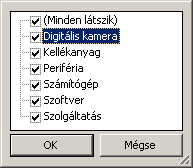 (Minden látszik)
Digitális kamera
Kellékanyag
Periféria
Számítógép
Szoftver
Szolgáltatás
OK
Mégse